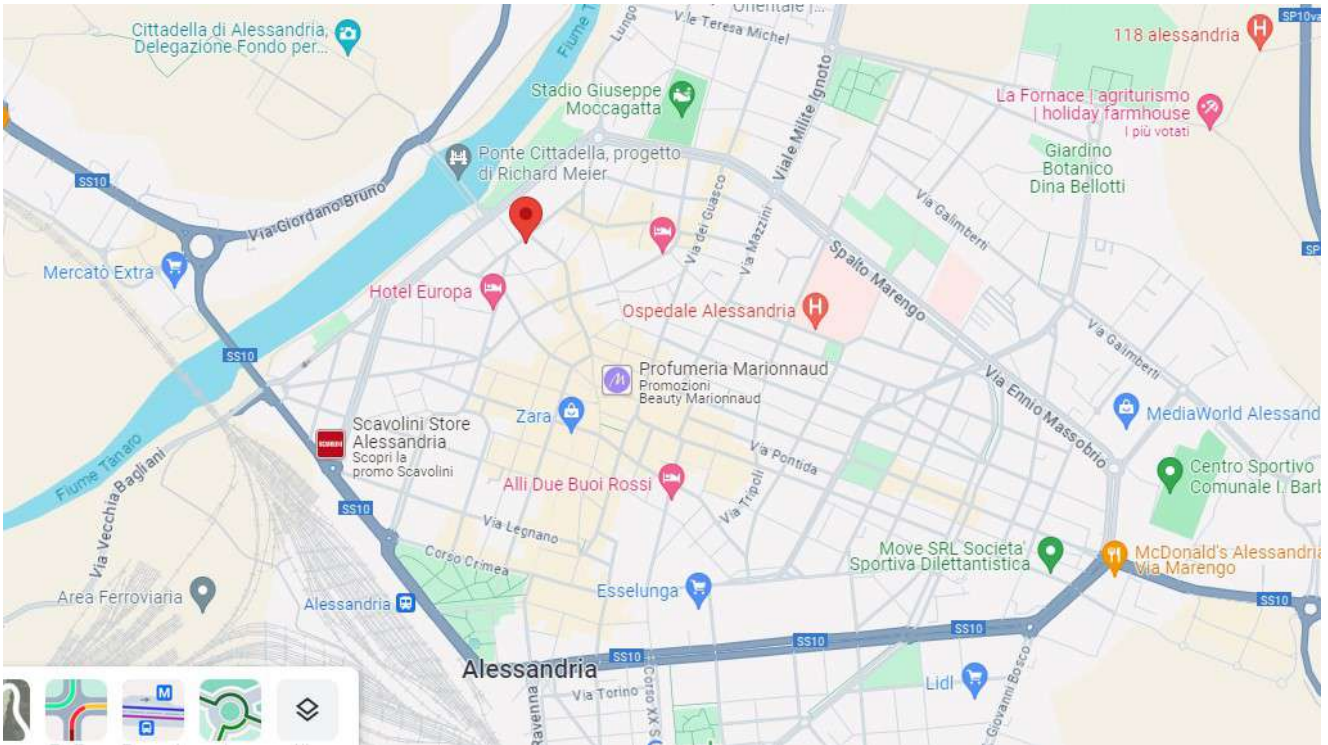 Cittadella di Alessandria,
Delegazione Fondo per...
Fiume
Lungo
V.le Teresa Michel
Orientale |...
SP10va
118 alessandria
Stadio Giuseppe
Moccagatta
Viale Milite Ignoto
La Fornace | agriturismo
| holiday farmhouse
I più votati
Giardino
Botanico
Dina Bellotti
Ponte Cittadella, progetto
di Richard Meier
SS10
Via Giordano Bruno
Via dei Guasco
Via Mazzini
Via Galimberti
Spalto Marengo
SP
Mercatò Extra
Hotel Europa
Ospedale Alessandria
Via Galimberti
SS10
Profumeria Marionnaud
Promozioni
Beauty Marionnaud
Via Ennio Massobrio
Zara
MediaWorld Alessand
Scavolini Store
Alessandria
Scopri la
promo Scavolini
SCAVOLINI
Fiume Tanaro
Via Vecchia Bagliani
Via Pontida
Centro Sportivo
Comunale I. Barb
Alli Due Buoi Rossi
Via Tripoli
SS10
Via Legnano
Corso Crimea
Move SRL Societa'
Sportiva Dilettantistica
McDonald's Alessandria
Via Marengo
Area Ferroviaria
Alessandria
Esselunga
SS10
SS10
SS10
SS10
Alessandria
Via Torino
Ravenna
Corso XX S
Lidl
Giovanni Bosco
M